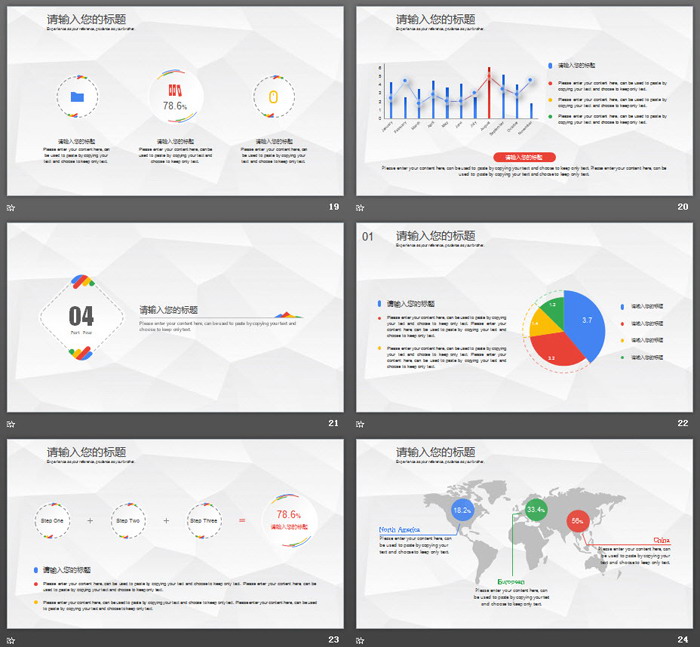 请输入您的标题
Experience as your reference, produce as your brother.
78.6%
请输入您的标题
请输入您的标题
请输入您的标题
Please enter your content here, can
be used to paste by copying your
text and choose to keep only text.
Please enter your content here, can
be used to paste by copying your
text and choose to keep only text.
Please enter your content here, can
be used to paste by copying your
text and choose to keep only text.
19
请输入您的标题
Experience as your reference, produce as your brother.
6
5
4
3
2
1
0
January
February
March
April
May
June
July
August
September
October
November
请输入您的标题
Please enter your content here, can be used to paste by
copying your text and choose to keep only text.
Please enter your content here, can be used to paste by
copying your text and choose to keep only text.
Please enter your content here, can be used to paste by
copying your text and choose to keep only text.
请输入您的标题
Please enter your content here, can be used to paste by copying your text and choose to keep only text. Please enter your content here, can be
used to paste by copying your text and choose to keep only text.
20
04
Part Four
请输入您的标题
Please enter your content here, can be used to paste by copying your text and
choose to keep only text.
21
01
请输入您的标题
Experience as your reference, produce as your brother.
请输入您的标题
Please enter your content here, can be used to paste by copying
your text and choose to keep only text. Please enter your
content here, can be used to paste by copying your text and
choose to keep only text.
Please enter your content here, can be used to paste by copying
your text and choose to keep only text. Please enter your
content here, can be used to paste by copying your text and
choose to keep only text.
3.7
3.2
1.2
请输入您的标题
请输入您的标题
请输入您的标题
请输入您的标题
22
请输入您的标题
Experience as your reference, produce as your brother.
Step One
+
Step Two
+
Step Three
=
78.6%
请输入您的标题
请输入您的标题
Please enter your content here, can be used to paste by copying your text and choose to keep only text. Please enter your content here, can be
used to paste by copying your text and choose to keep only text.
Please enter your content here, can be used to paste by copying your text and choose to keep only text. Please enter your content here, can be
used to paste by copying your text and choose to keep only text.
23
请输入您的标题
Experience as your reference, produce as your brother.
18.2%
33.4%
56%
North America
Please enter your content here, can
be used to paste by copying your
text and choose to keep only text.
China
Please enter your content here, can
be used to paste by copying your
text and choose to keep only text.
European
Please enter your content here, can
be used to paste by copying your
text and choose to keep only text.
24